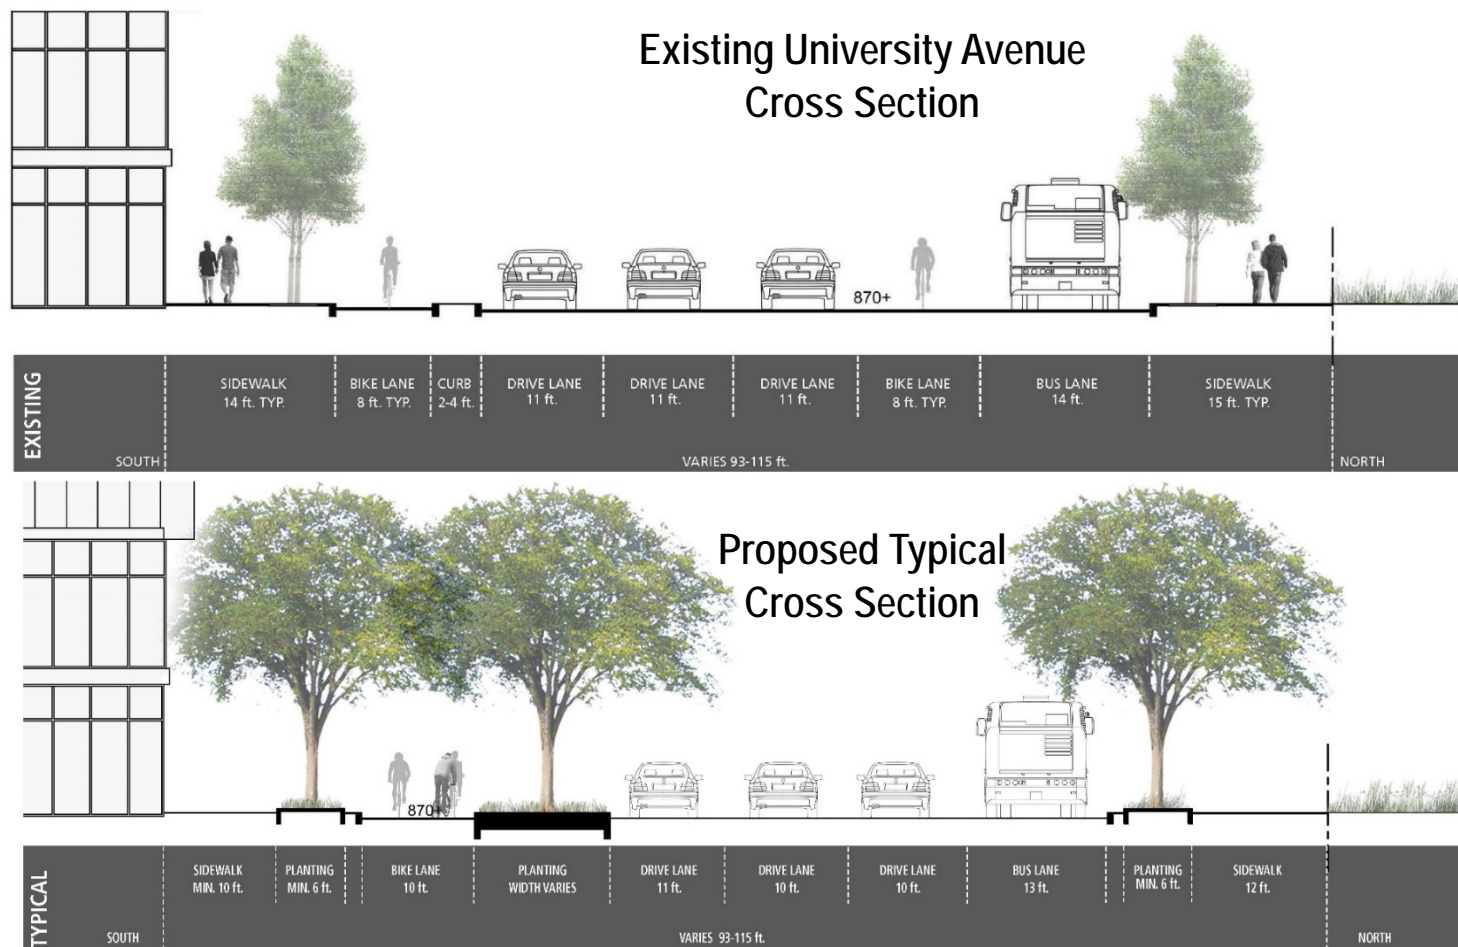 Existing University Avenue
Cross Section
870+
EXISTING
SIDEWALK
14 ft. TYP.
BIKE LANE
8 ft. TYP.
CURB
2-4 ft.
DRIVE LANE
11 ft.
DRIVE LANE
11 ft.
DRIVE LANE
11 ft.
BIKE LANE
8 ft. TYP.
BUS LANE
14 ft.
SIDEWALK
15 ft. TYP.
SOUTH
VARIES 93-115 ft.
NORTH
Proposed Typical
Cross Section
870+
TYPICAL
SIDEWALK
MIN. 10 ft.
PLANTING
MIN. 6 ft.
BIKE LANE
10 ft.
PLANTING
WIDTH VARIES
DRIVE LANE
11 ft.
DRIVE LANE
10 ft.
DRIVE LANE
10 ft.
BUS LANE
13 ft.
PLANTING
MIN. 6 ft.
SIDEWALK
12 ft.
SOUTH
VARIES 93-115 ft.
NORTH